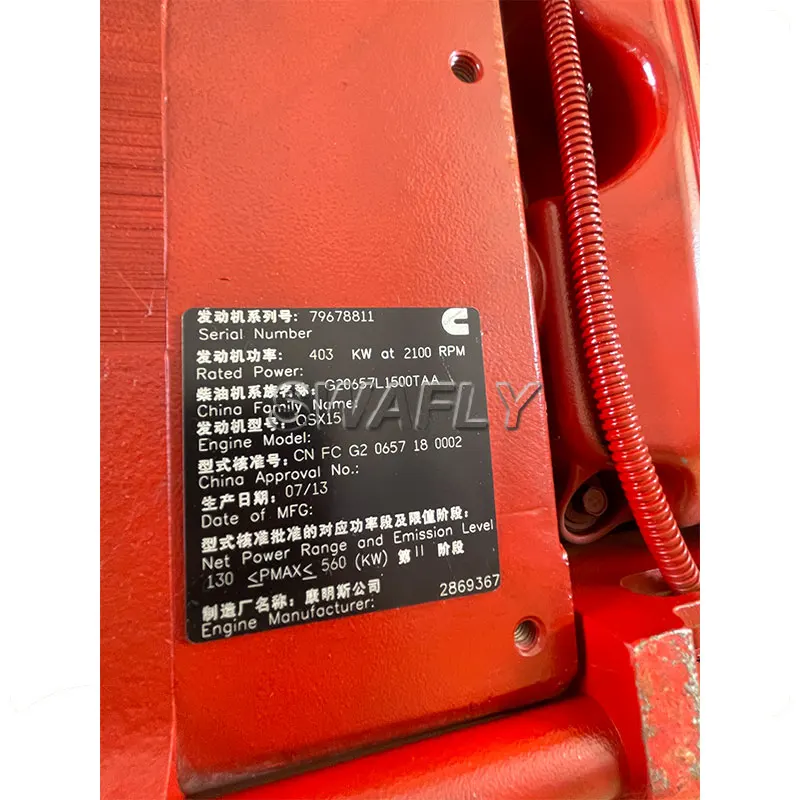 发动机系列号: 79678811
Serial Number
发动机功率: 403 KW at 2100 RPM
Rated Power:
柴油机系族名称: G20657L1500TAA
China Family Name:
SWAFLY
发动机型号: QSX15
Engine Model:
型式核准号: CN FC G2 0657 18 0002
China Approval No.:
生产日期: 07/13
Date of MFG:
型式核准批准的对应功率段及限值阶段:
Net Power Range and Emission Level
130 ≤PMAX≤ 560 (KW) 第II 阶段
制造厂名称: 康明斯公司
Engine Manufacturer: 2869367